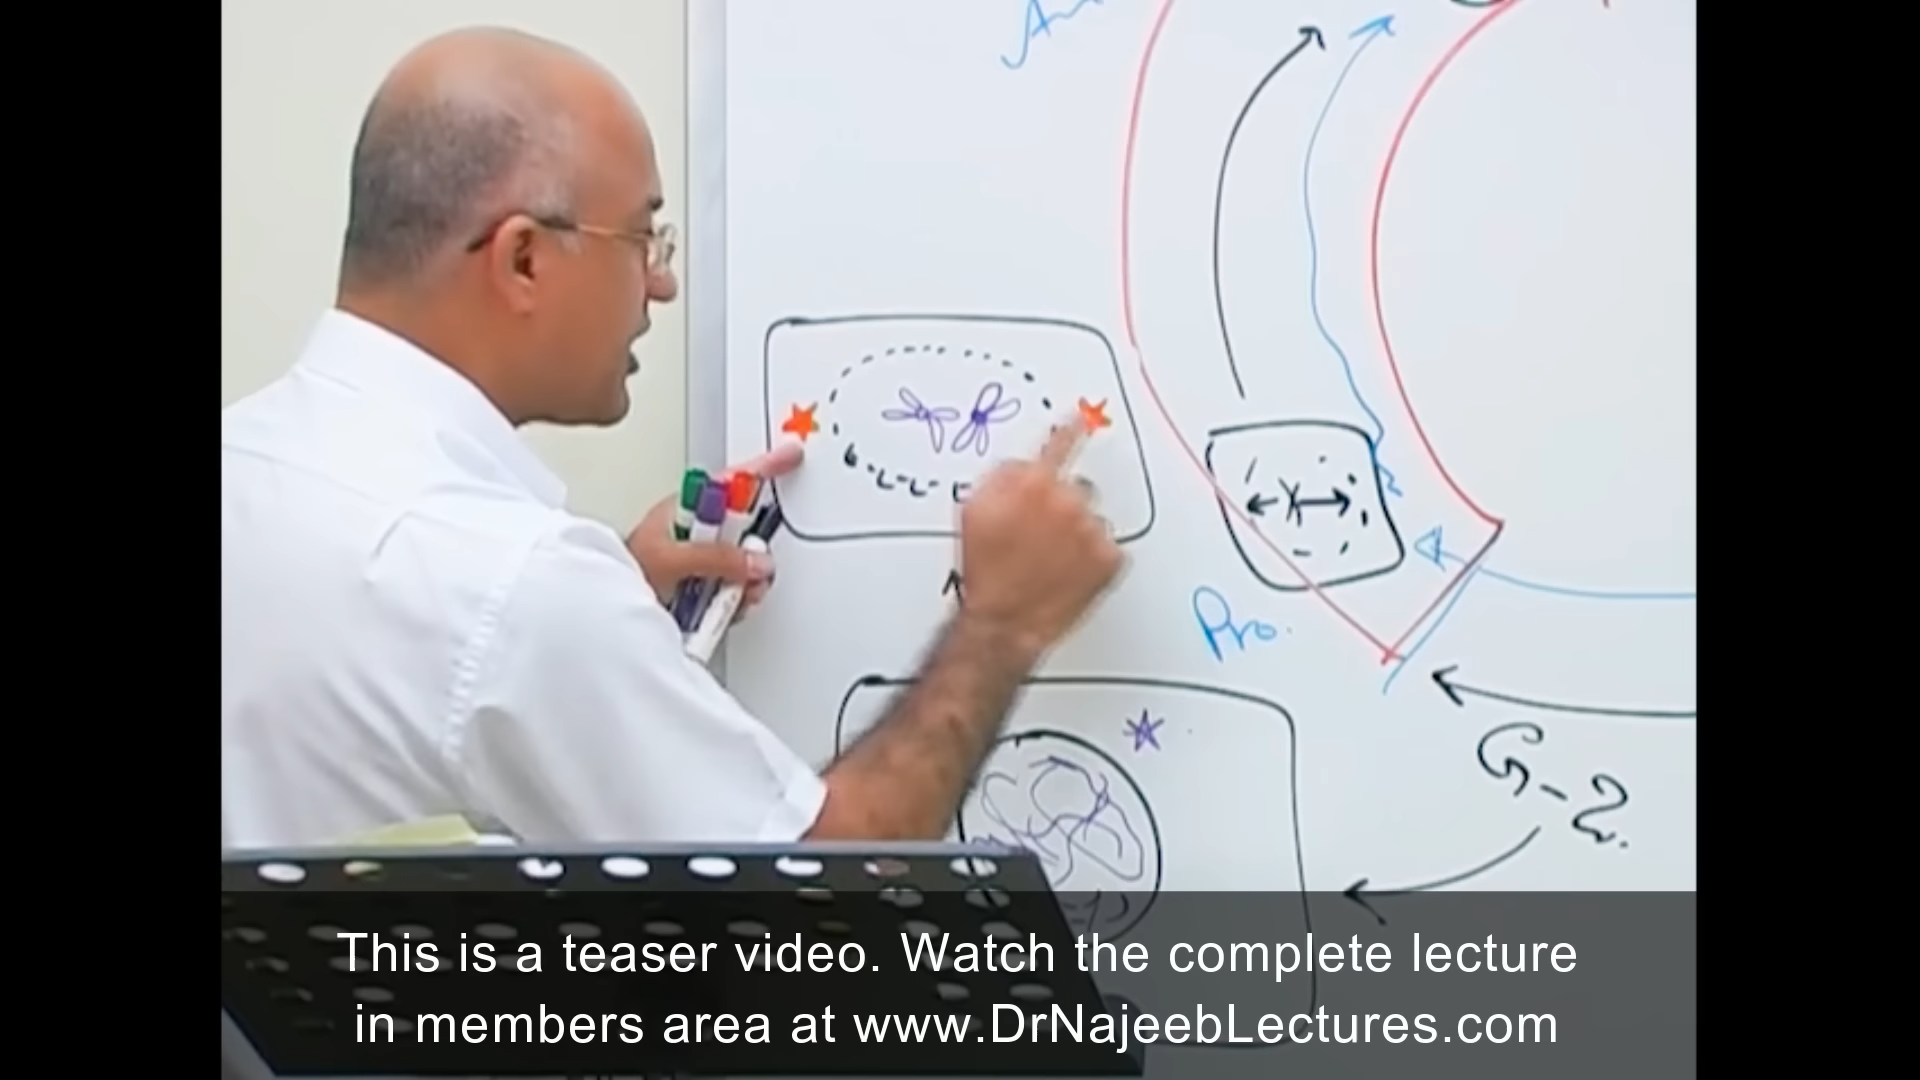 Pro.
G-2.
This is a teaser video. Watch the complete lecture
in members area at www.DrNajeebLectures.com